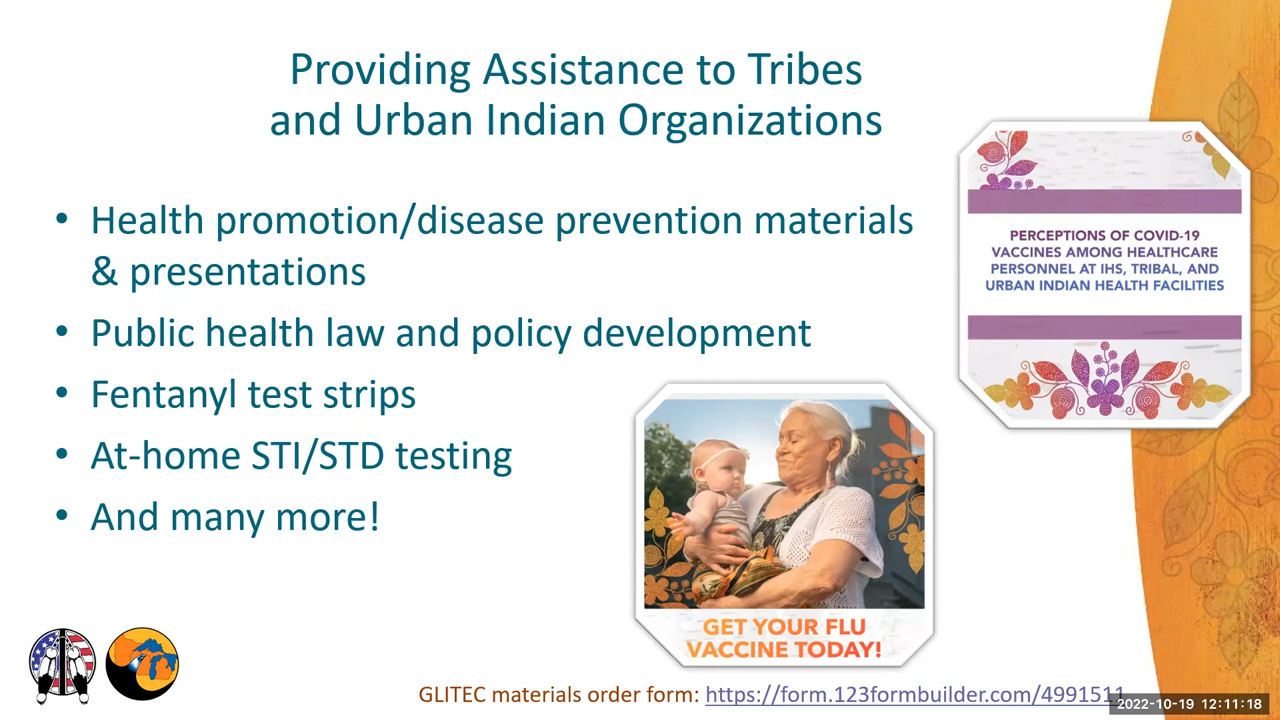 Providing Assistance to Tribes
and Urban Indian Organizations
• Health promotion/disease prevention materials
& presentations
• Public health law and policy development
• Fentanyl test strips
• At-home STI/STD testing
• And many more!
PERCEPTIONS OF COVID-19
VACCINES AMONG HEALTHCARE
PERSONNEL AT IHS, TRIBAL, AND
URBAN INDIAN HEALTH FACILITIES
GET YOUR FLU
VACCINE TODAY!
GLITEC materials order form: https://form.123formbuilder.com/4991511
2022-10-19 12:11:18